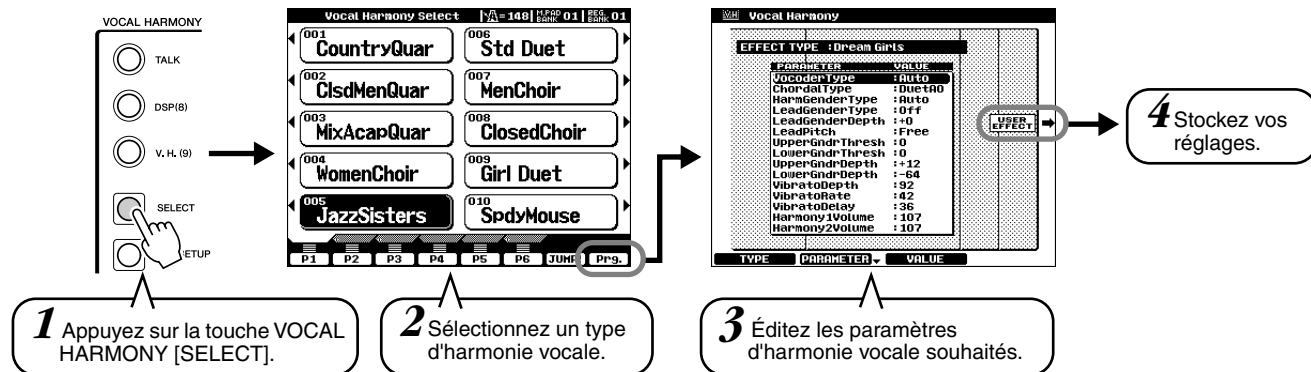 VOCAL HARMONY
TALK
DSP(8)
V. H. (9)
SELECT
ETUP
Vocal Harmony Select
=148
M.PAD BANK 01
REG. BANK 01
001 CountryQuar
006 Std Duet
002 ClsdMenQuar
007 MenChoir
003 MixAcapQuar
008 ClosedChoir
004 WomenChoir
009 Girl Duet
005 JazzSisters
010 SpdyMouse
P1 P2 P3 P4 P5 P6 JUMP Prg.
V.H. Vocal Harmony
EFFECT TYPE :Dream Girls
PARAMETER VALUE
VocoderType :Auto
ChordalType :DuetAO
HarmGenderType :Auto
LeadGenderType :Off
LeadGenderDepth :+0
LeadPitch :Free
UpperGndrThresh :0
LowerGndrThresh :0
UpperGndrDepth :+12
LowerGndrDepth :-64
VibratoDepth :92
VibratoRate :42
VibratoDelay :36
Harmony1Volume :107
Harmony2Volume :107
USER
EFFECT
TYPE PARAMETER VALUE
1 Appuyez sur la touche VOCAL
HARMONY [SELECT].
2 Sélectionnez un type
d'harmonie vocale.
3 Éditez les paramètres
d'harmonie vocale souhaités.
4 Stockez vos
réglages.